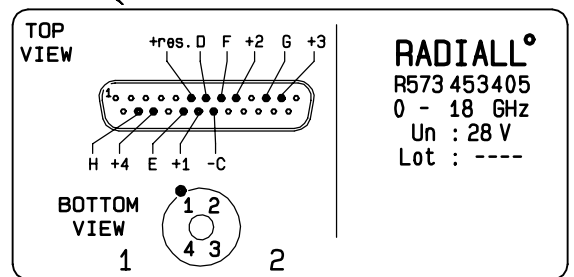 TOP
VIEW
+res. D F +2 G +3
1
H +4 E +1 -C
BOTTOM
VIEW
1 2
4 3
1 2
RADIALL°
R573 453405
0 - 18 GHz
Un : 28 V
Lot : ----